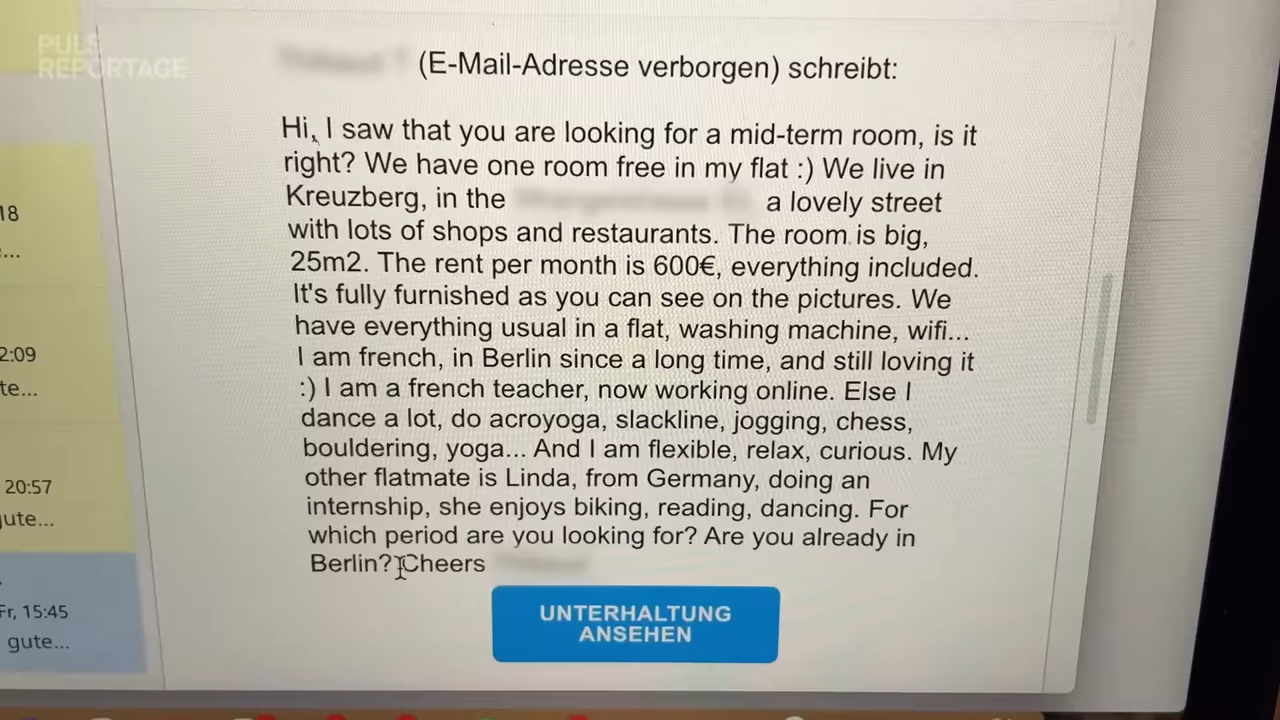 PULS
REPORTAGE
(E-Mail-Adresse verborgen) schreibt:
Hi, I saw that you are looking for a mid-term room, is it
right? We have one room free in my flat :) We live in
Kreuzberg, in the
a lovely street
with lots of shops and restaurants. The room is big,
25m2. The rent per month is 600€, everything included.
It's fully furnished as you can see on the pictures. We
have everything usual in a flat, washing machine, wifi...
I am french, in Berlin since a long time, and still loving it
:) I am a french teacher, now working online. Else I
dance a lot, do acroyoga, slackline, jogging, chess,
bouldering, yoga... And I am flexible, relax, curious. My
other flatmate is Linda, from Germany, doing an
internship, she enjoys biking, reading, dancing. For
which period are you looking for? Are you already in
Berlin? Cheers
UNTERHALTUNG
ANSEHEN
18
...
2:09
te...
20:57
gute...
Fr, 15:45
gute...